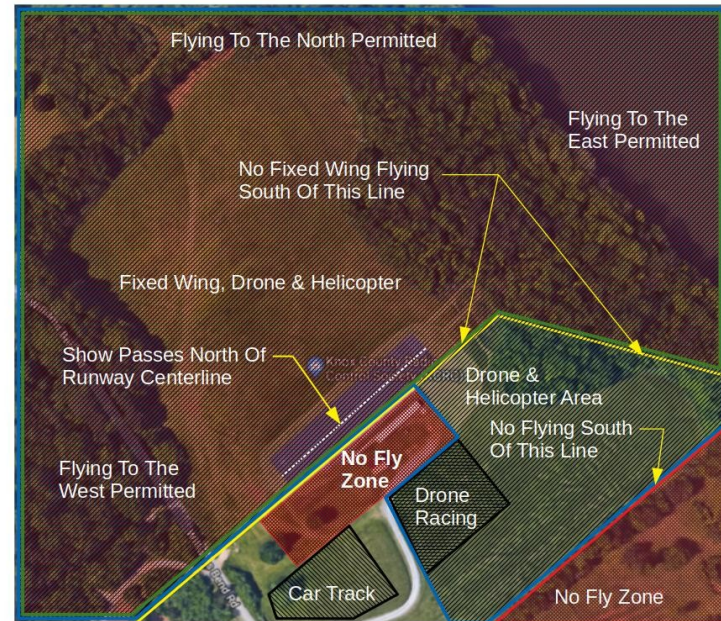 Flying To The North Permitted
Flying To The
East Permitted
No Fixed Wing Flying
South Of This Line
Fixed Wing, Drone & Helicopter
Show Passes North Of
Runway Centerline
Knox County
Drone &
Helicopter Area
No Flying South
Of This Line
Flying To The
West Permitted
No Fly
Zone
Drone
Racing
Car Track
No Fly Zone